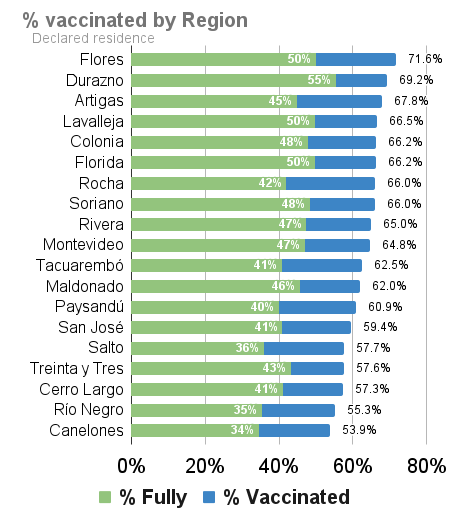 % vaccinated by Region
Declared residence
Flores 50% 71.6%
Durazno 55% 69.2%
Artigas 45% 67.8%
Lavalleja 50% 66.5%
Colonia 48% 66.2%
Florida 50% 66.2%
Rocha 42% 66.0%
Soriano 48% 66.0%
Rivera 47% 65.0%
Montevideo 47% 64.8%
Tacuarembó 41% 62.5%
Maldonado 46% 62.0%
Paysandú 40% 60.9%
San José 41% 59.4%
Salto 36% 57.7%
Treinta y Tres 43% 57.6%
Cerro Largo 41% 57.3%
Río Negro 35% 55.3%
Canelones 34% 53.9%
0% 20% 40% 60% 80%
% Fully % Vaccinated